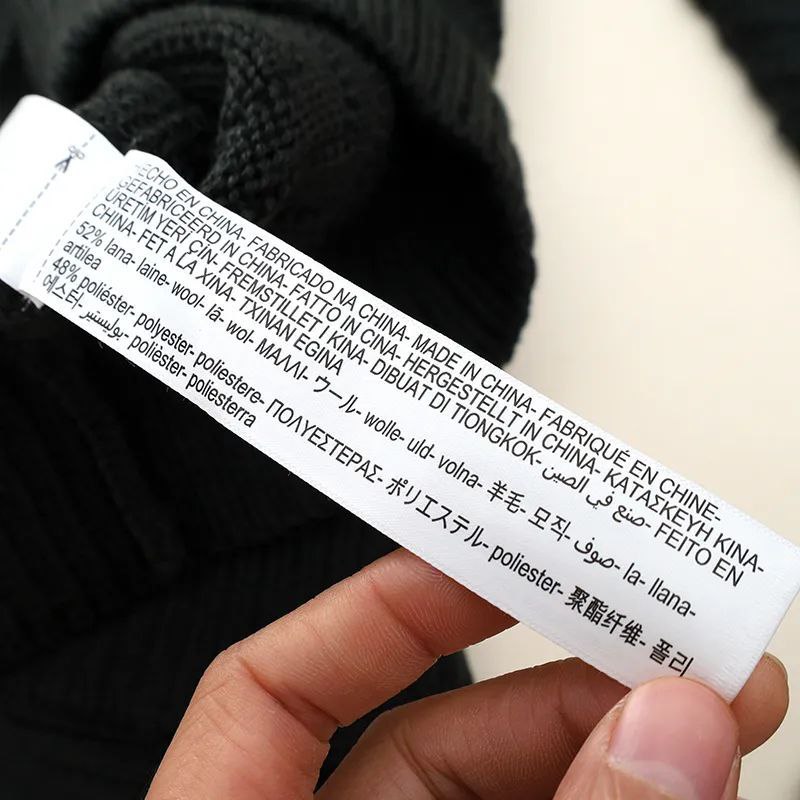 HECHO EN CHINA- FABRICADO NA CHINA- MADE IN CHINA- FABRIQUÉ EN CHINE-
GEFABRICEERD IN CHINA- FATTO IN CINA- HERGESTELLT IN CHINA- ΚΑΤΑΣΚΕΥΗ ΚΙΝΑ-
ÜRETİM YERİ ÇİN- FREMSTILLET I KINA- DIBUAT DI TIONGKOK- صنع في الصين- FEITO EN
CHINA- FET A LA XINA- TXINAN EGINA
52% lana- laine- wool- lã- wol- ΜΑΛΛΙ- ウール- wolle- uld- volna- 羊毛- 모직- صوف- la- llana-
artilea
48% poliéster- polyester- poliestere- ΠΟΛΥΕΣΤΕΡΑΣ- ポリエステル- poliester- 聚酯纤维- 폴리
에스터- بوليستير- polièster- poliesterra